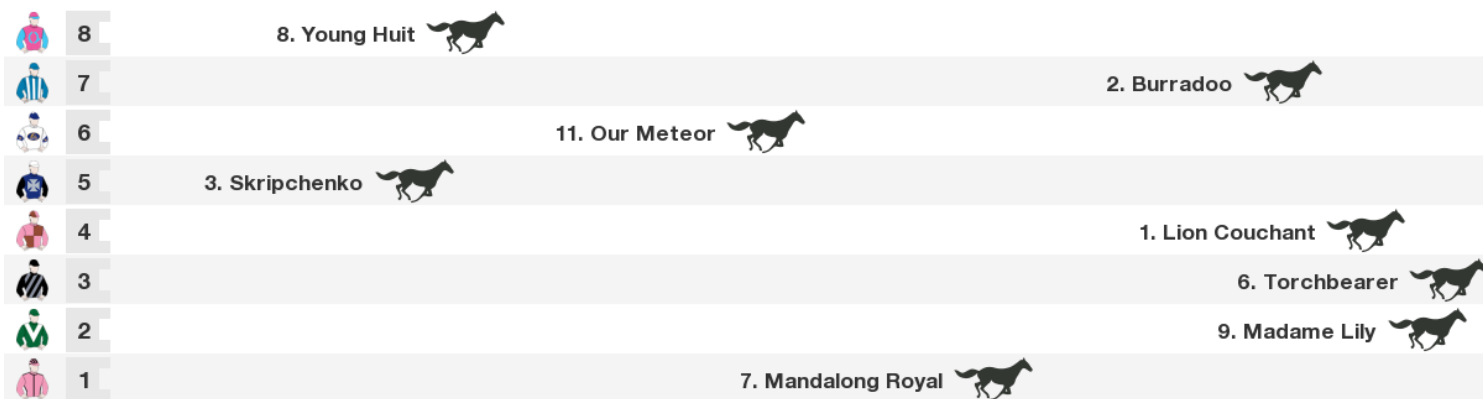 8 8. Young Huit
7 2. Burradoo
6 11. Our Meteor
5 3. Skripchenko
4 1. Lion Couchant
3 6. Torchbearer
2 9. Madame Lily
1 7. Mandalong Royal